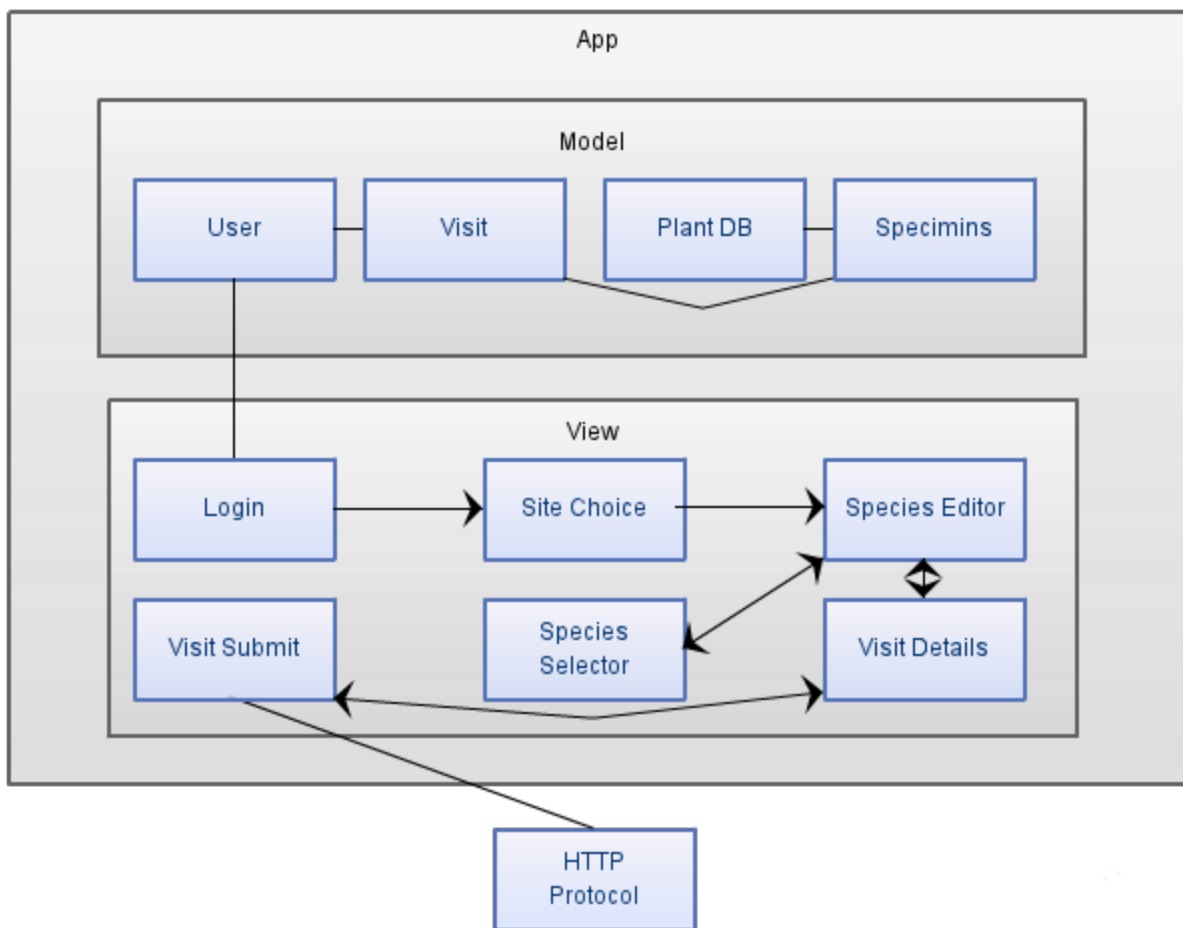 App
Model
User
Visit
Plant DB
Specimins
View
Login
Site Choice
Species Editor
Visit Submit
Species
Selector
Visit Details
HTTP
Protocol